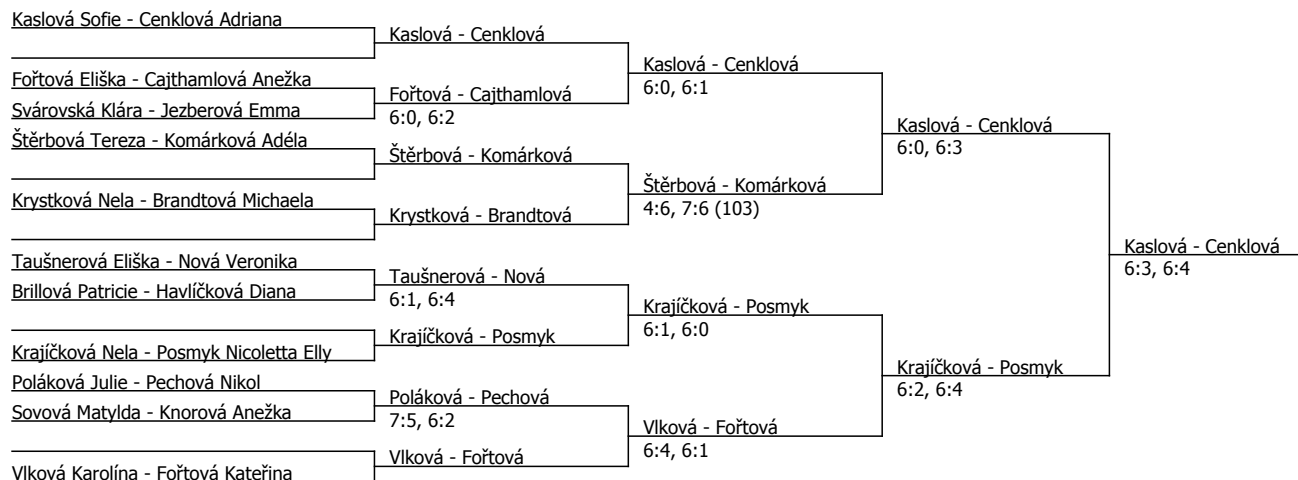 Kaslová Sofie - Cenklová Adriana
Fořtová Eliška - Cajthamlová Anežka
Svárovská Klára - Jezberová Emma
Štěrbová Tereza - Komárková Adéla
Krystková Nela - Brandtová Michaela
Taušnerová Eliška - Nová Veronika
Brillová Patricie - Havlíčková Diana
Krajíčková Nela - Posmyk Nicoletta Elly
Poláková Julie - Pechová Nikol
Sovová Matylda - Knorová Anežka
Vlková Karolína - Fořtová Kateřina
Kaslová - Cenklová
Fořtová - Cajthamlová
6:0, 6:2
Štěrbová - Komárková
Krystková - Brandtová
Taušnerová - Nová
6:1, 6:4
Krajíčková - Posmyk
Poláková - Pechová
7:5, 6:2
Vlková - Fořtová
Kaslová - Cenklová
6:0, 6:1
Štěrbová - Komárková
4:6, 7:6 (103)
Krajíčková - Posmyk
6:1, 6:0
Vlková - Fořtová
6:4, 6:1
Kaslová - Cenklová
6:0, 6:3
Krajíčková - Posmyk
6:2, 6:4
Kaslová - Cenklová
6:3, 6:4